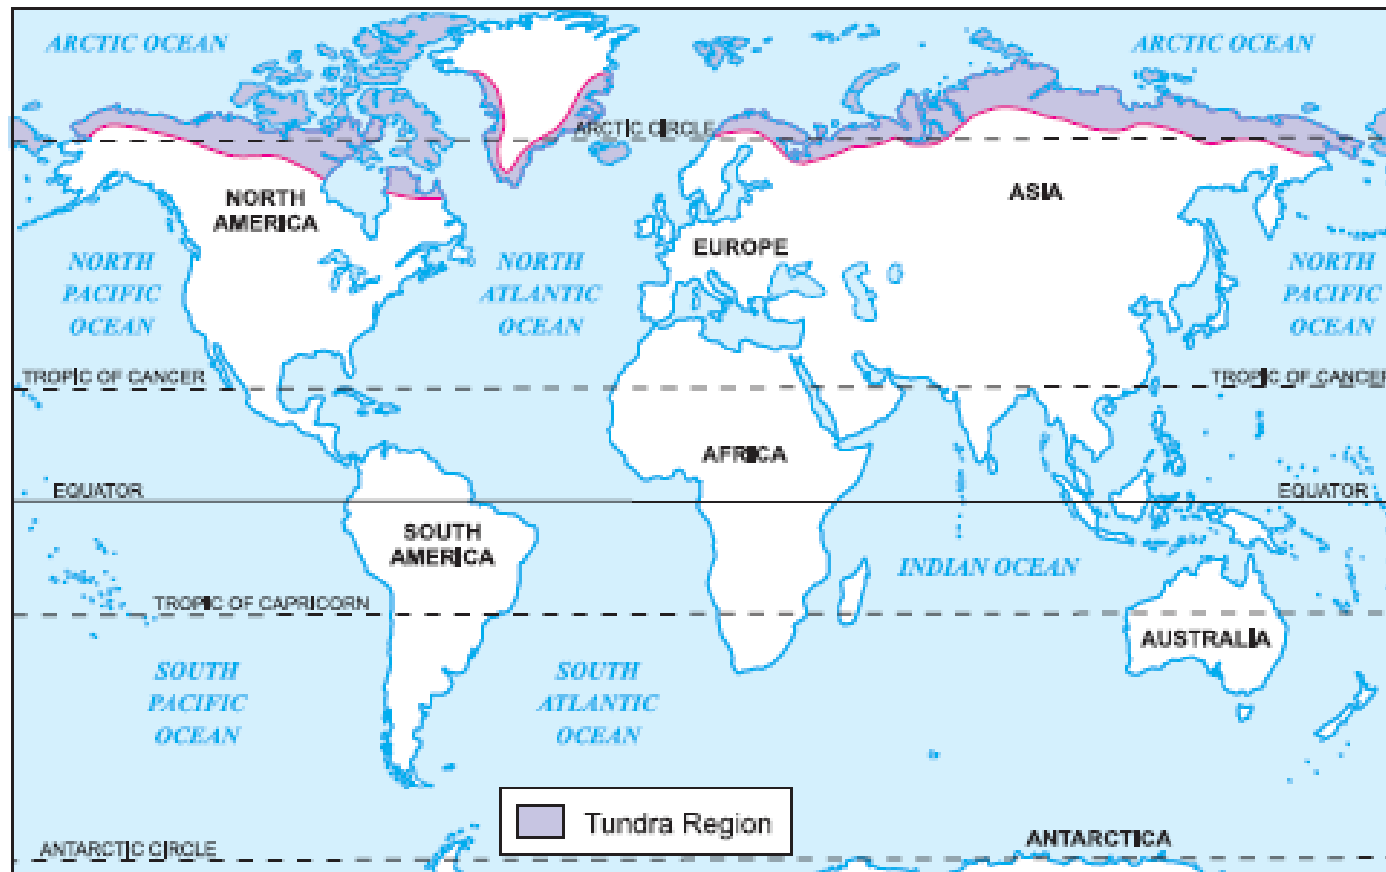 ARCTIC OCEAN
ARCTIC OCEAN
ARCTIC CIRCLE
NORTH
AMERICA
ASIA
EUROPE
NORTH
PACIFIC
OCEAN
NORTH
ATLANTIC
OCEAN
NORTH
PACIFIC
OCEAN
TROPIC OF CANCER
TROPIC OF CANCER
AFRICA
EQUATOR
EQUATOR
SOUTH
AMERICA
INDIAN OCEAN
TROPIC OF CAPRICORN
AUSTRALIA
SOUTH
PACIFIC
OCEAN
SOUTH
ATLANTIC
OCEAN
Tundra Region
ANTARCTICA
ANTARCTIC CIRCLE